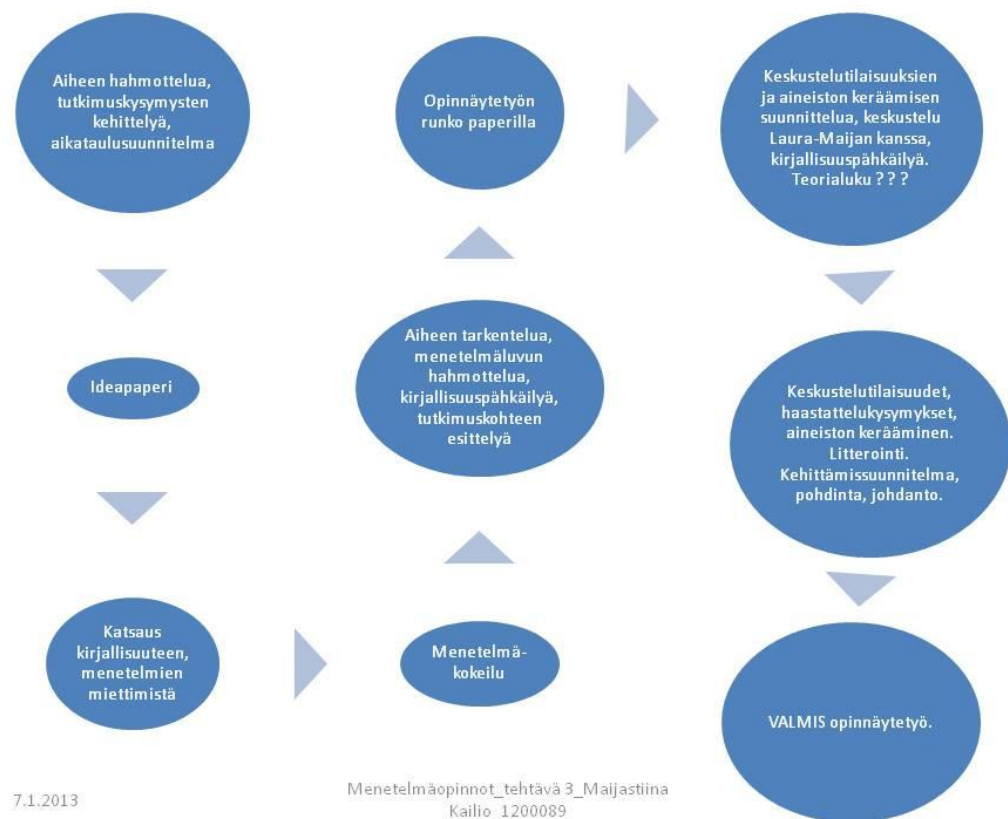 Aiheen hahmottelua,
tutkimuskysymysten
kehittelyä,
aikataulusuunnitelma
Ideapaperi
Katsaus
kirjallisuuteen,
menetelmien
miettimistä
Menetelmä-
kokeilu
Aiheen tarkentelua,
menetelmäluvun
hahmottelua,
kirjallisuuspähkäilyä,
tutkimuskohteen
esittelyä
Opinnäytetyön
runko paperilla
Keskustelutilaisuuksien
ja aineiston keräämisen
suunnittelua, keskustelu
Laura-Maijan kanssa,
kirjallisuuspähkäilyä.
Teorialuku ? ? ?
Keskustelutilaisuudet,
haastattelukysymykset,
aineiston kerääminen.
Litterointi.
Kehittämissuunnitelma,
pohdinta, johdanto.
VALMIS opinnäytetyö.
7.1.2013
Menetelmäopinnot_tehtävä 3_Maijastiina
Kailio 1200089